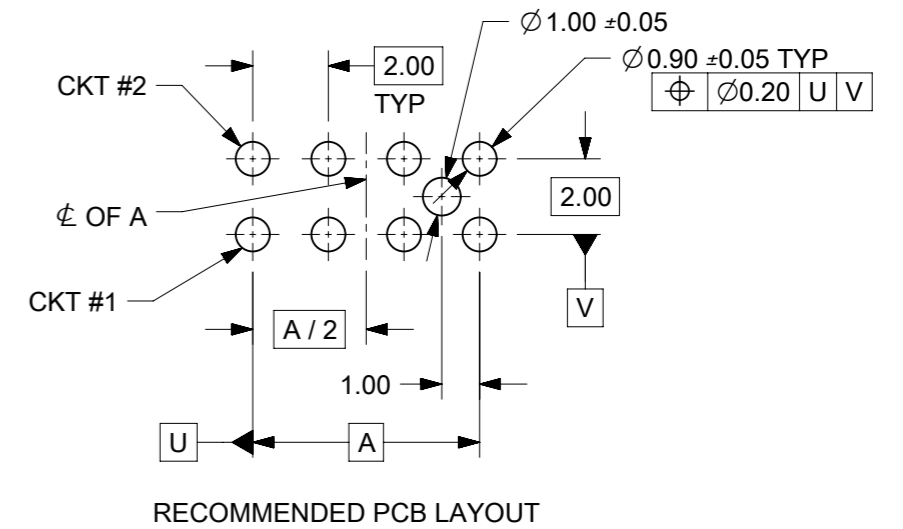 ∅1.00 ±0.05
∅0.90 ±0.05 TYP
⌖ ∅0.20 U V
2.00
TYP
CKT #2
℄ OF A
2.00
CKT #1
V
A / 2
1.00
U
A
RECOMMENDED PCB LAYOUT